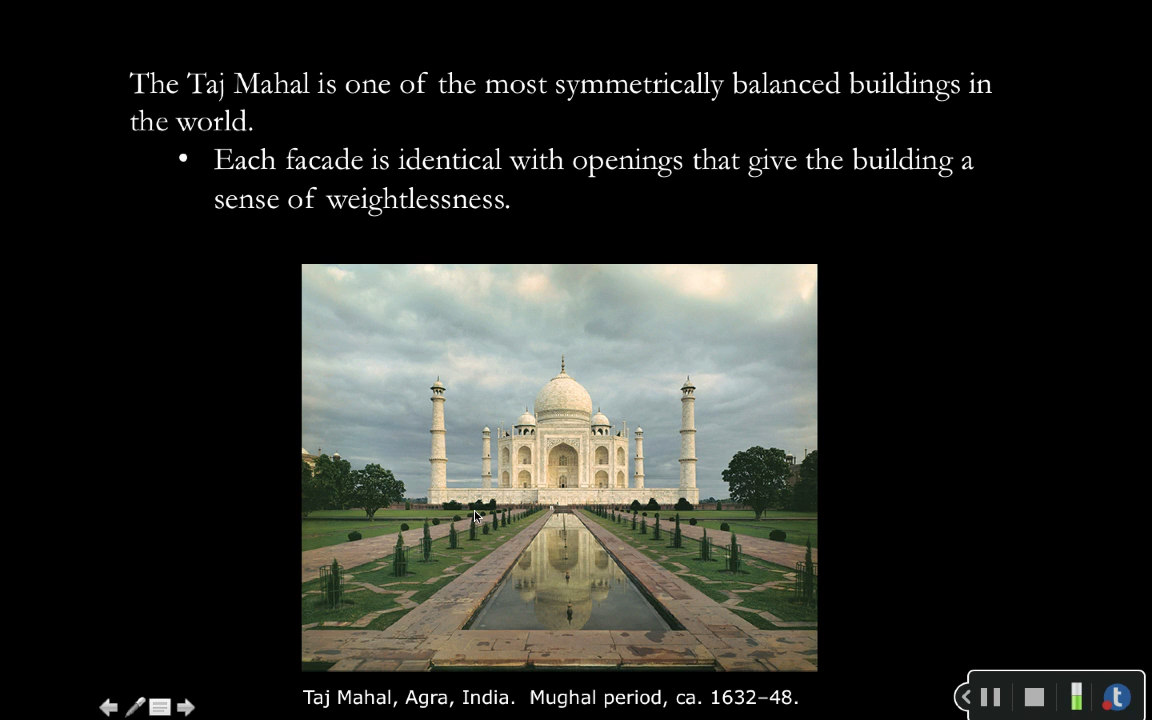 The Taj Mahal is one of the most symmetrically balanced buildings in
the world.
• Each facade is identical with openings that give the building a
sense of weightlessness.
Taj Mahal, Agra, India.  Mughal period, ca. 1632–48.
t